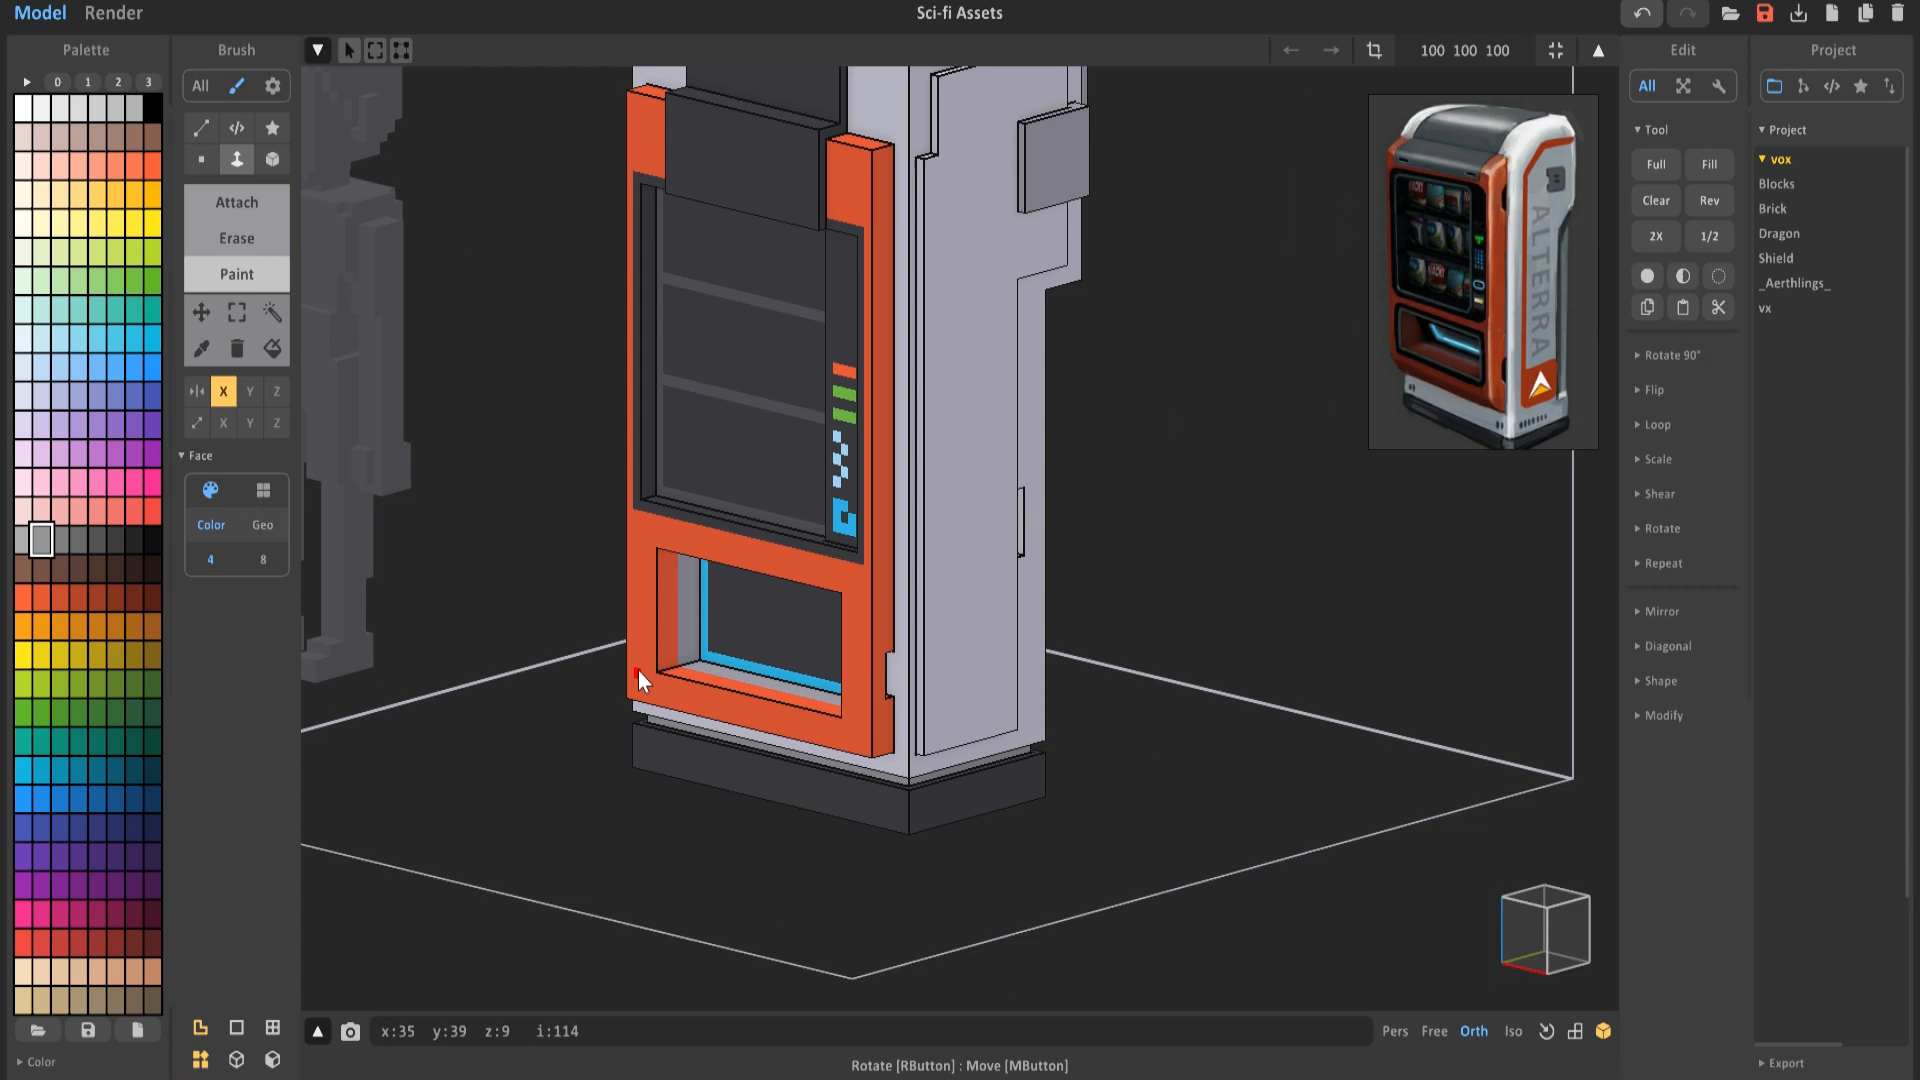 Model Render
Sci-fi Assets
Palette
Brush
100 100 100
Edit
Project
0 1 2 3
All
All
Tool
Project
Full Fill
vox
Blocks
Clear Rev
Attach
Brick
Erase
2X 1/2
Dragon
Paint
Shield
_Aerthlings_
vx
ALTERRA
Rotate 90°
Flip
X Y Z
X Y Z
Loop
Face
Scale
Shear
Color Geo
Rotate
4 8
Repeat
Mirror
Diagonal
Shape
Modify
x:35 y:39 z:9 i:114
Pers Free Orth Iso
Color
Rotate [RButton] : Move [MButton]
Export